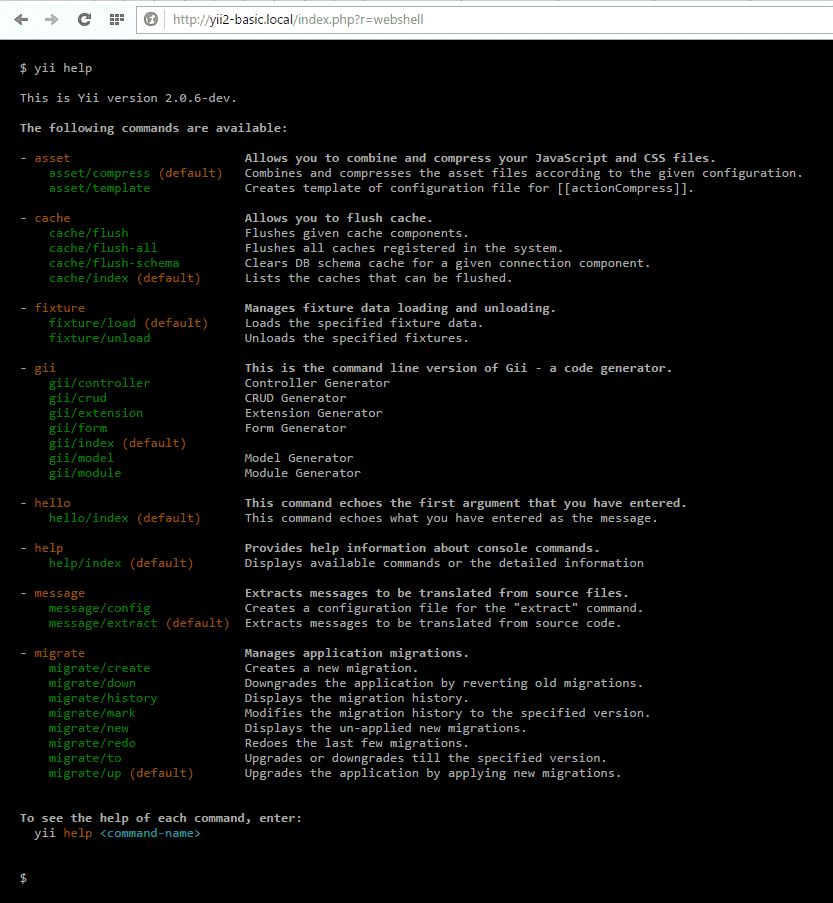 http://yii2-basic.local/index.php?r=webshell
$ yii help
This is Yii version 2.0.6-dev.
The following commands are available:
- asset Allows you to combine and compress your JavaScript and CSS files.
asset/compress (default) Combines and compresses the asset files according to the given configuration.
asset/template Creates template of configuration file for [[actionCompress]].
- cache Allows you to flush cache.
cache/flush Flushes given cache components.
cache/flush-all Flushes all caches registered in the system.
cache/flush-schema Clears DB schema cache for a given connection component.
cache/index (default) Lists the caches that can be flushed.
- fixture Manages fixture data loading and unloading.
fixture/load (default) Loads the specified fixture data.
fixture/unload Unloads the specified fixtures.
- gii This is the command line version of Gii - a code generator.
gii/controller Controller Generator
gii/crud CRUD Generator
gii/extension Extension Generator
gii/form Form Generator
gii/index (default)
gii/model Model Generator
gii/module Module Generator
- hello This command echoes the first argument that you have entered.
hello/index (default) This command echoes what you have entered as the message.
- help Provides help information about console commands.
help/index (default) Displays available commands or the detailed information
- message Extracts messages to be translated from source files.
message/config Creates a configuration file for the "extract" command.
message/extract (default) Extracts messages to be translated from source code.
- migrate Manages application migrations.
migrate/create Creates a new migration.
migrate/down Downgrades the application by reverting old migrations.
migrate/history Displays the migration history.
migrate/mark Modifies the migration history to the specified version.
migrate/new Displays the un-applied new migrations.
migrate/redo Redoes the last few migrations.
migrate/to Upgrades or downgrades till the specified version.
migrate/up (default) Upgrades the application by applying new migrations.
To see the help of each command, enter:
yii help <command-name>
$